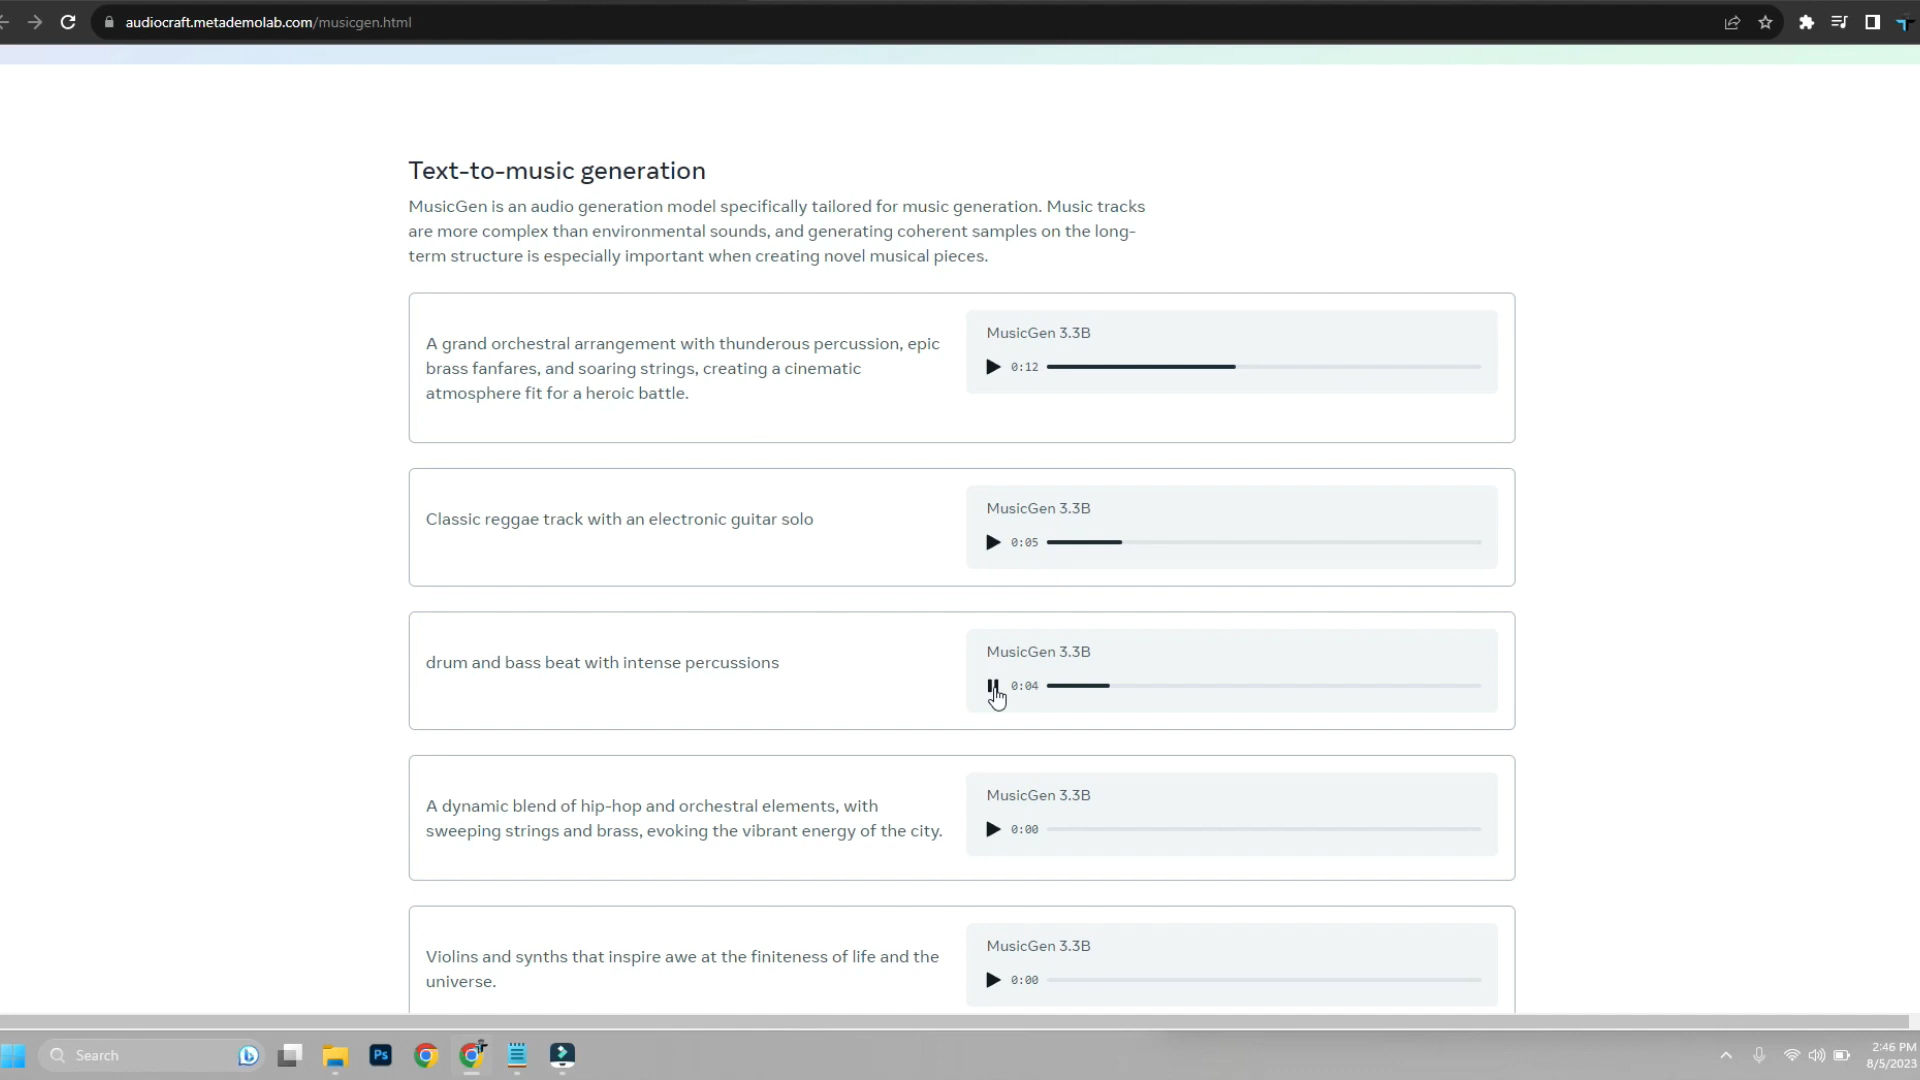 audiocraft.metademolab.com/musicgen.html
Text-to-music generation
MusicGen is an audio generation model specifically tailored for music generation. Music tracks
are more complex than environmental sounds, and generating coherent samples on the long-
term structure is especially important when creating novel musical pieces.
A grand orchestral arrangement with thunderous percussion, epic
brass fanfares, and soaring strings, creating a cinematic
atmosphere fit for a heroic battle.
MusicGen 3.3B
0:12
Classic reggae track with an electronic guitar solo
MusicGen 3.3B
0:05
drum and bass beat with intense percussions
MusicGen 3.3B
0:04
A dynamic blend of hip-hop and orchestral elements, with
sweeping strings and brass, evoking the vibrant energy of the city.
MusicGen 3.3B
0:00
Violins and synths that inspire awe at the finiteness of life and the
universe.
MusicGen 3.3B
0:00
Search
Ps
2:46 PM
8/5/2023